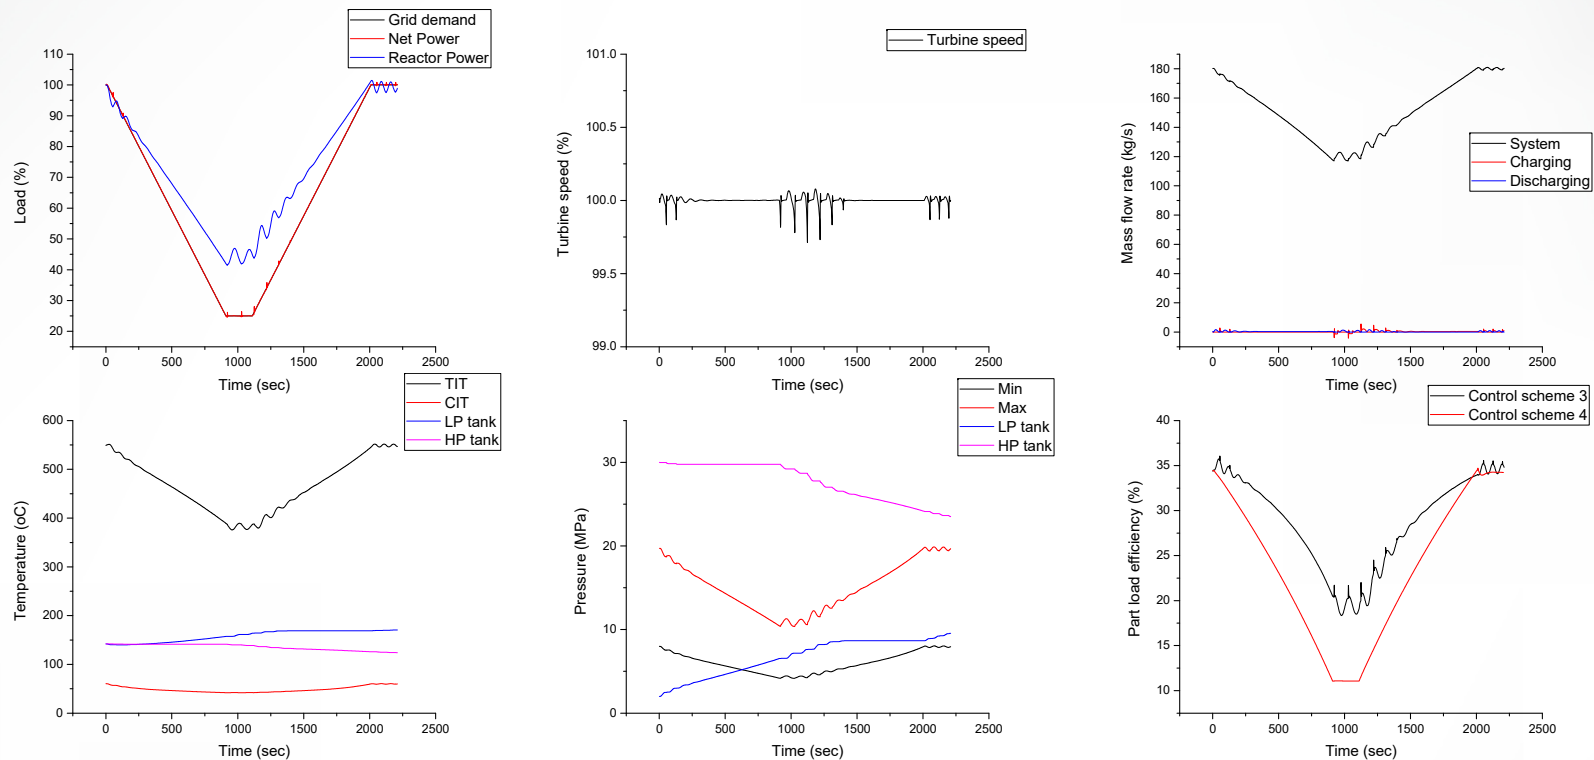 Grid demand
Net Power
Reactor Power
110
100
90
80
70
60
50
40
30
20
Load (%)
0
500
1000
1500
2000
2500
Time (sec)
Turbine speed
101.0
100.5
100.0
99.5
99.0
Turbine speed (%)
0
500
1000
1500
2000
2500
Time (sec)
180
160
140
120
100
80
60
40
20
0
Mass flow rate (kg/s)
System
Charging
Discharging
0
500
1000
1500
2000
2500
Time (sec)
TIT
CIT
LP tank
HP tank
600
500
400
300
200
100
0
Temperature (oC)
0
500
1000
1500
2000
2500
Time (sec)
Min
Max
LP tank
HP tank
30
20
10
0
Pressure (MPa)
0
500
1000
1500
2000
2500
Time (sec)
Control scheme 3
Control scheme 4
40
35
30
25
20
15
10
Part load efficiency (%)
0
500
1000
1500
2000
2500
Time (sec)